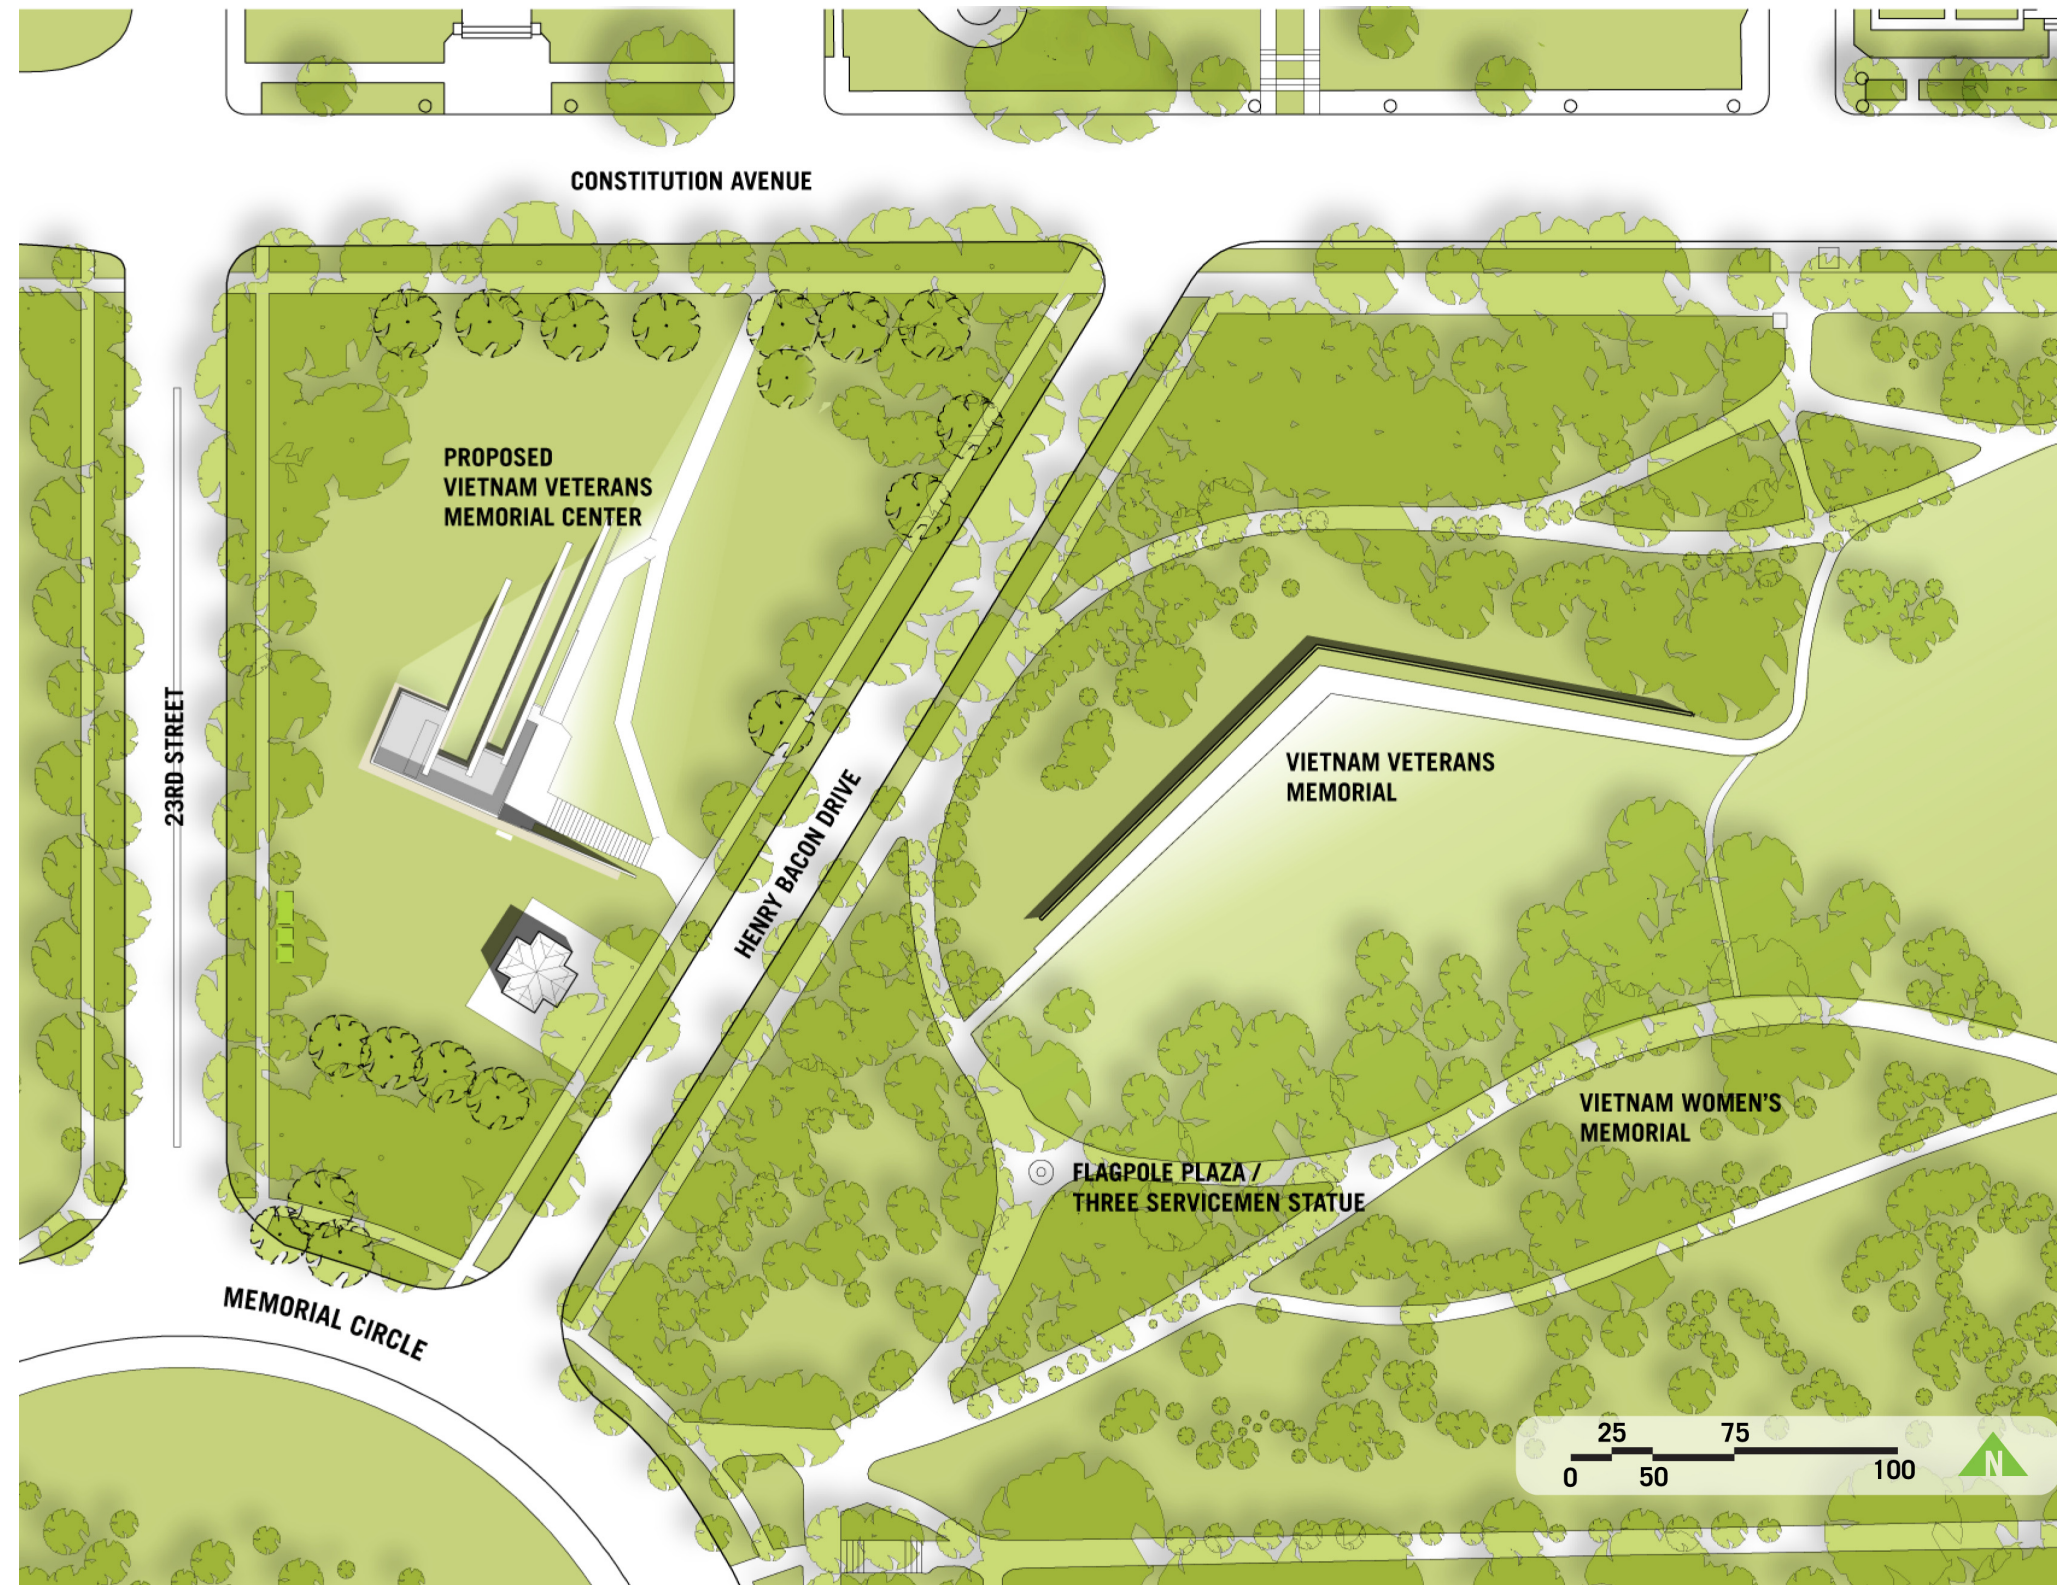 CONSTITUTION AVENUE
PROPOSED
VIETNAM VETERANS
MEMORIAL CENTER
23RD STREET
HENRY BACON DRIVE
VIETNAM VETERANS
MEMORIAL
VIETNAM WOMEN'S
MEMORIAL
FLAGPOLE PLAZA /
THREE SERVICEMEN STATUE
MEMORIAL CIRCLE
25 75
0 50 100
N